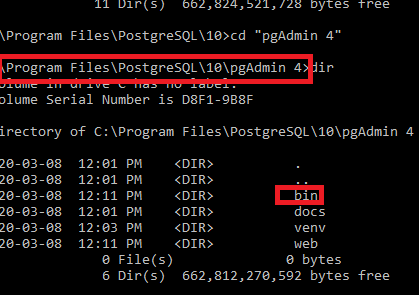 11 Dir(s) 662,824,521,728 bytes free
\Program Files\PostgreSQL\10>cd "pgAdmin 4"
\Program Files\PostgreSQL\10\pgAdmin 4>dir
olume in drive C has no label.
olume Serial Number is D8F1-9B8F
irectory of C:\Program Files\PostgreSQL\10\pgAdmin 4
20-03-08 12:01 PM <DIR> .
20-03-08 12:01 PM <DIR> ..
20-03-08 12:11 PM <DIR> bin
20-03-08 12:01 PM <DIR> docs
20-03-08 12:03 PM <DIR> venv
20-03-08 12:11 PM <DIR> web
0 File(s) 0 bytes
6 Dir(s) 662,812,270,592 bytes free